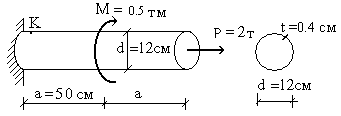 K
M = 0.5 тм
d =12см
P = 2т
t=0.4 см
a = 50 см
a
d =12см